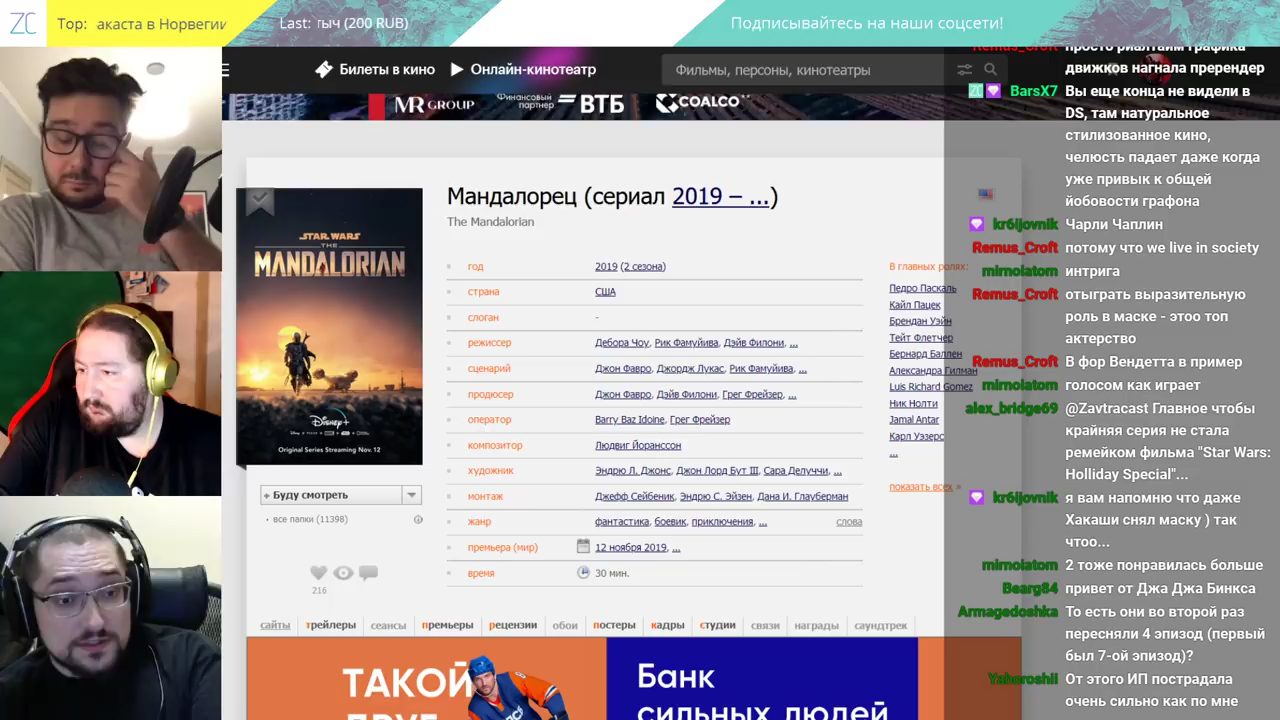 ZC
Top: акаста в Норвегии
Last: тыч (200 RUB)
Подписывайтесь на наши соцсети!
Билеты в кино
Онлайн-кинотеатр
Фильмы, персоны, кинотеатры
MR GROUP
Финансовый партнер
ВТБ
COALCO
Мандалорец (сериал 2019 – ...)
The Mandalorian
STAR WARS
THE
MANDALORIAN
Disney+
Original Series Streaming Nov. 12
Буду смотреть
все папки (11398)
216
год 2019 (2 сезона)
страна США
слоган -
режиссер Дебора Чоу, Рик Фамуйива, Дэйв Филони, ...
сценарий Джон Фавро, Джордж Лукас, Рик Фамуйива, ...
продюсер Джон Фавро, Дэйв Филони, Грег Фрейзер, ...
оператор Barry Baz Idoine, Грег Фрейзер
композитор Людвиг Йоранссон
художник Эндрю Л. Джонс, Джон Лорд Бут III, Сара Делуччи, ...
монтаж Джефф Сейбеник, Эндрю С. Эйзен, Дана И. Глауберман
жанр фантастика, боевик, приключения, ... слова
премьера (мир) 12 ноября 2019, ...
время 30 мин.
В главных ролях:
Педро Паскаль
Кайл Пацек
Брендан Уэйн
Тейт Флетчер
Бернард Баллен
Александра Гилман
Luis Richard Gomez
Ник Нолти
Jamal Antar
Карл Уэзерс
...
показать всех »
сайты трейлеры сеансы премьеры рецензии обои постеры кадры студии связи награды саундтрек
ТАКОЙ
Банк
сильных людей
Remus_Croft просто риалтайм графика
движков нагнала пререндер
ZC BarsX7 Вы еще конца не видели в
DS, там натуральное
стилизованное кино,
челюсть падает даже когда
уже привык к общей
йобовости графона
kr6ijovnik Чарли Чаплин
Remus_Croft потому что we live in society
mirnoiatom интрига
Remus_Croft отыграть выразительную
роль в маске - этоо топ
актерство
Remus_Croft В фор Вендетта в пример
mirnoiatom голосом как играет
alex_bridge69 @Zavtracast Главное чтобы
крайняя серия не стала
ремейком фильма "Star Wars:
Holliday Special"...
kr6ijovnik я вам напомню что даже
Хакаши снял маску ) так
чтоо...
mirnoiatom 2 тоже понравилась больше
Bearg84 привет от Джа Джа Бинкса
Armagedoshka То есть они во второй раз
пересняли 4 эпизод (первый
был 7-ой эпизод)?
Yahoroshii От этого ИП пострадала
очень сильно как по мне